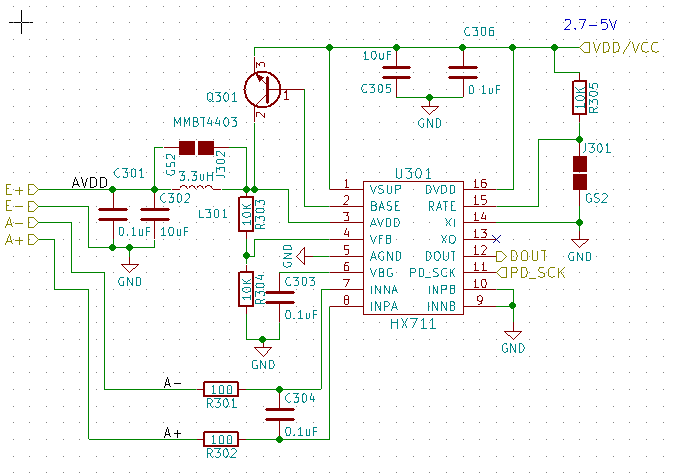 2.7-5V
C306
VDD/VCC
10uF
C305
0.1uF
GND
3
Q301
1
2
MMBT4403
10K
R305
GS2
J302
J301
GS2
GND
C301
AVDD
3.3uH
L301
C302
0.1uF
10uF
GND
E+
E-
A-
A+
10K
R303
10K
R304
GND
C303
0.1uF
GND
U301
1 VSUP DVDD 16
2 BASE RATE 15
3 AVDD XI 14
4 VFB XO 13
5 AGND DOUT 12 DOUT
6 VBG PD_SCK 11 PD_SCK
7 INNA INPB 10
8 INPA INNB 9
HX711
GND
A-
100
R301
C304
0.1uF
A+
100
R302